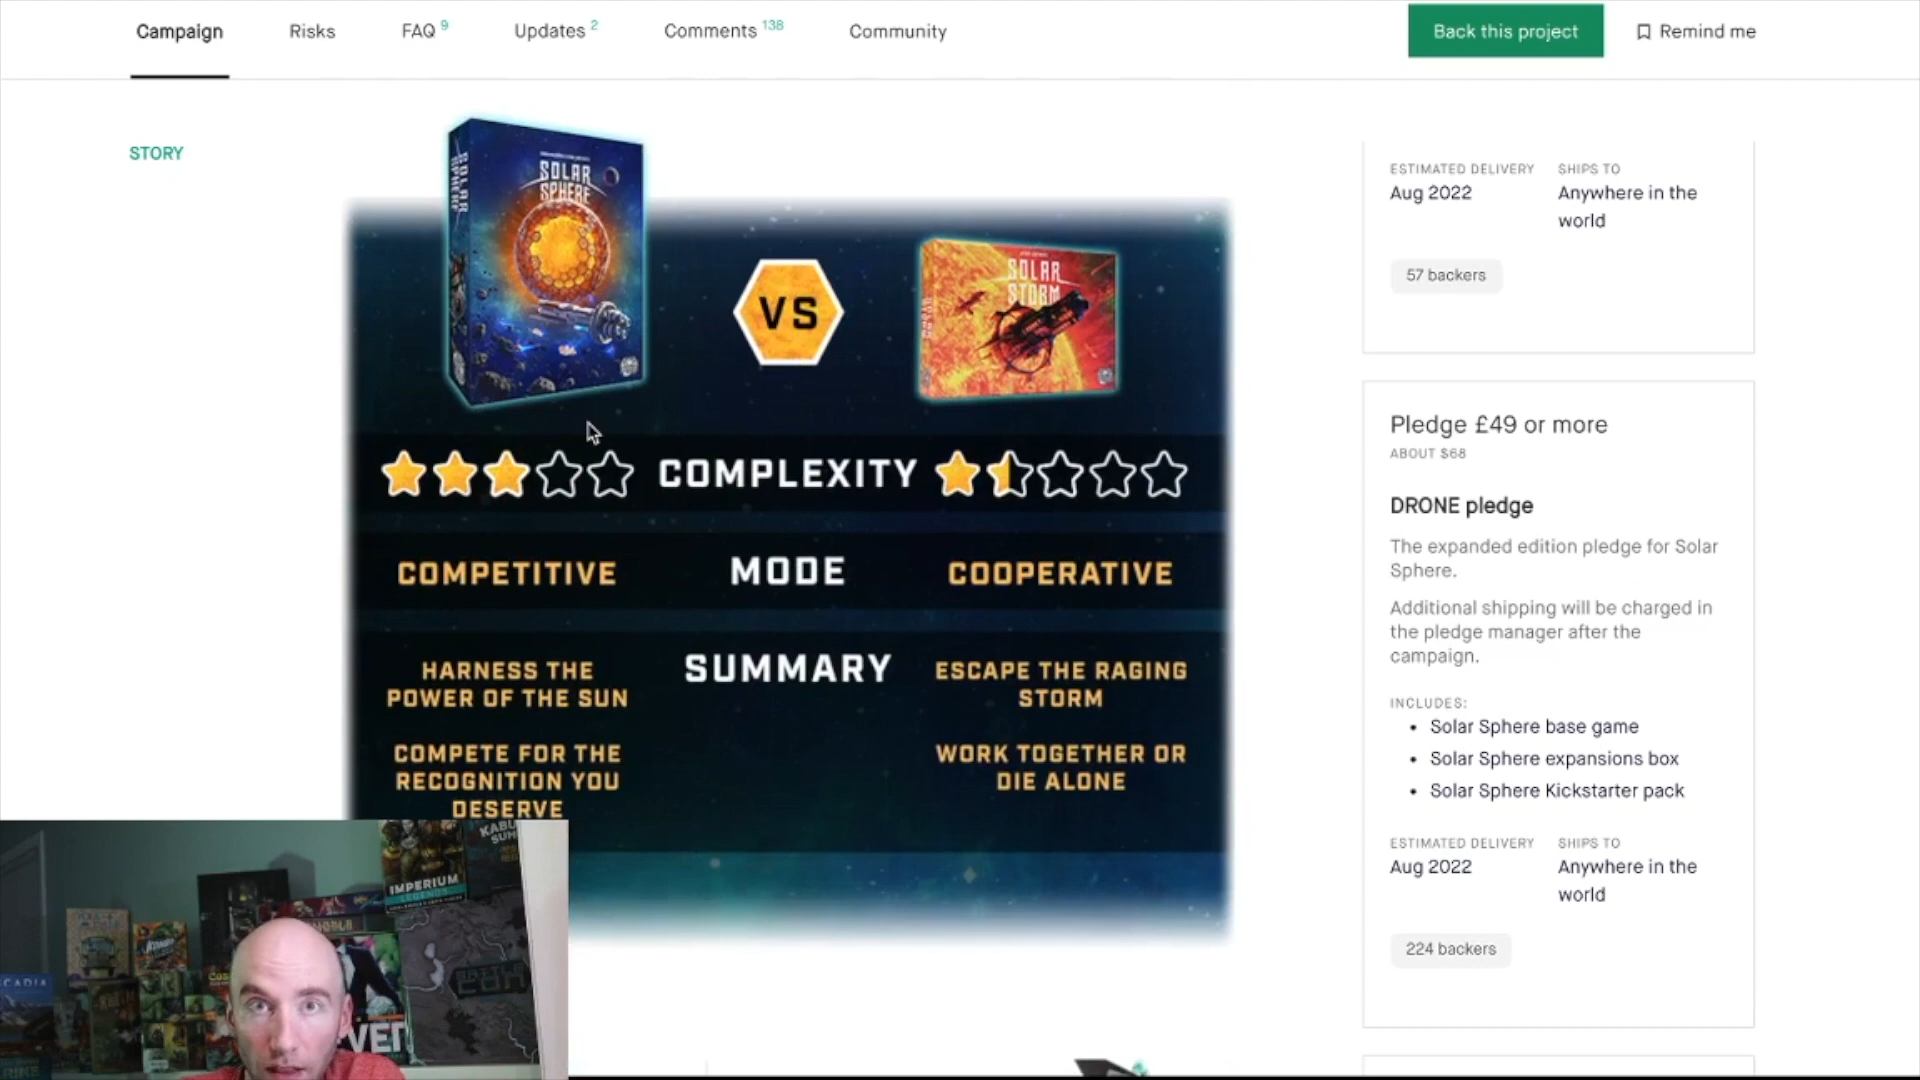 Campaign
Risks
FAQ 9
Updates 2
Comments 138
Community
Back this project
Remind me
STORY
SOLAR
SPHERE
SOLAR SPHERE
VS
SOLAR
STORM
COMPLEXITY
COMPETITIVE
MODE
COOPERATIVE
HARNESS THE
POWER OF THE SUN
SUMMARY
ESCAPE THE RAGING
STORM
COMPETE FOR THE
RECOGNITION YOU
DESERVE
WORK TOGETHER OR
DIE ALONE
ESTIMATED DELIVERY
SHIPS TO
Aug 2022
Anywhere in the
world
57 backers
Pledge £49 or more
ABOUT $68
DRONE pledge
The expanded edition pledge for Solar
Sphere.
Additional shipping will be charged in
the pledge manager after the
campaign.
INCLUDES:
• Solar Sphere base game
• Solar Sphere expansions box
• Solar Sphere Kickstarter pack
ESTIMATED DELIVERY
SHIPS TO
Aug 2022
Anywhere in the
world
224 backers
IMPERIUM
LEGENDS